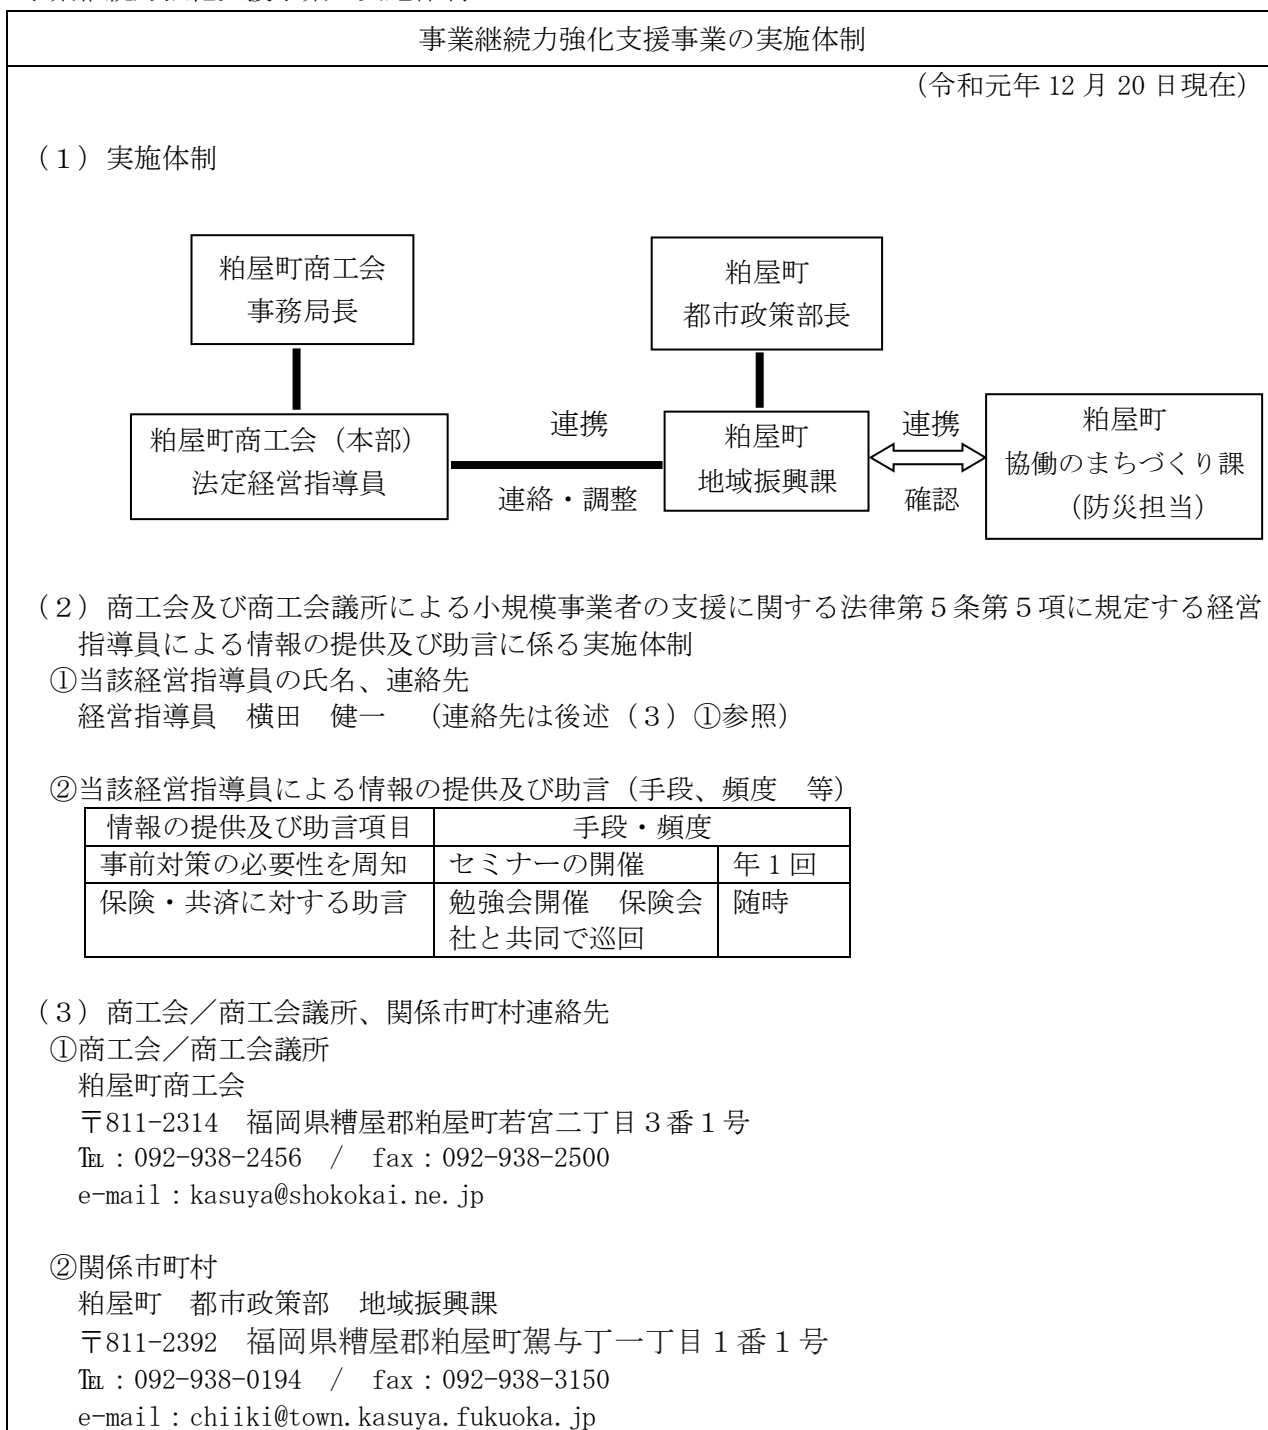 事業継続力強化支援事業の実施体制
（令和元年 12 月 20 日現在）
（１）実施体制
粕屋町商工会
事務局長
粕屋町
都市政策部長
粕屋町商工会（本部）
法定経営指導員
連携
連絡・調整
粕屋町
地域振興課
連携
確認
粕屋町
協働のまちづくり課
（防災担当）
（２）商工会及び商工会議所による小規模事業者の支援に関する法律第５条第５項に規定する経営
指導員による情報の提供及び助言に係る実施体制
①当該経営指導員の氏名、連絡先
経営指導員　横田　健一　（連絡先は後述（３）①参照）
②当該経営指導員による情報の提供及び助言（手段、頻度　等）
情報の提供及び助言項目　手段・頻度
事前対策の必要性を周知　セミナーの開催　年１回
保険・共済に対する助言　勉強会開催　保険会　随時
社と共同で巡回
（３）商工会／商工会議所、関係市町村連絡先
①商工会／商工会議所
粕屋町商工会
〒811-2314　福岡県糟屋郡粕屋町若宮二丁目３番１号
℡：092-938-2456　/　fax：092-938-2500
e-mail：kasuya@shokokai.ne.jp
②関係市町村
粕屋町　都市政策部　地域振興課
〒811-2392　福岡県糟屋郡粕屋町駕与丁一丁目１番１号
℡：092-938-0194　/　fax：092-938-3150
e-mail：chiiki@town.kasuya.fukuoka.jp